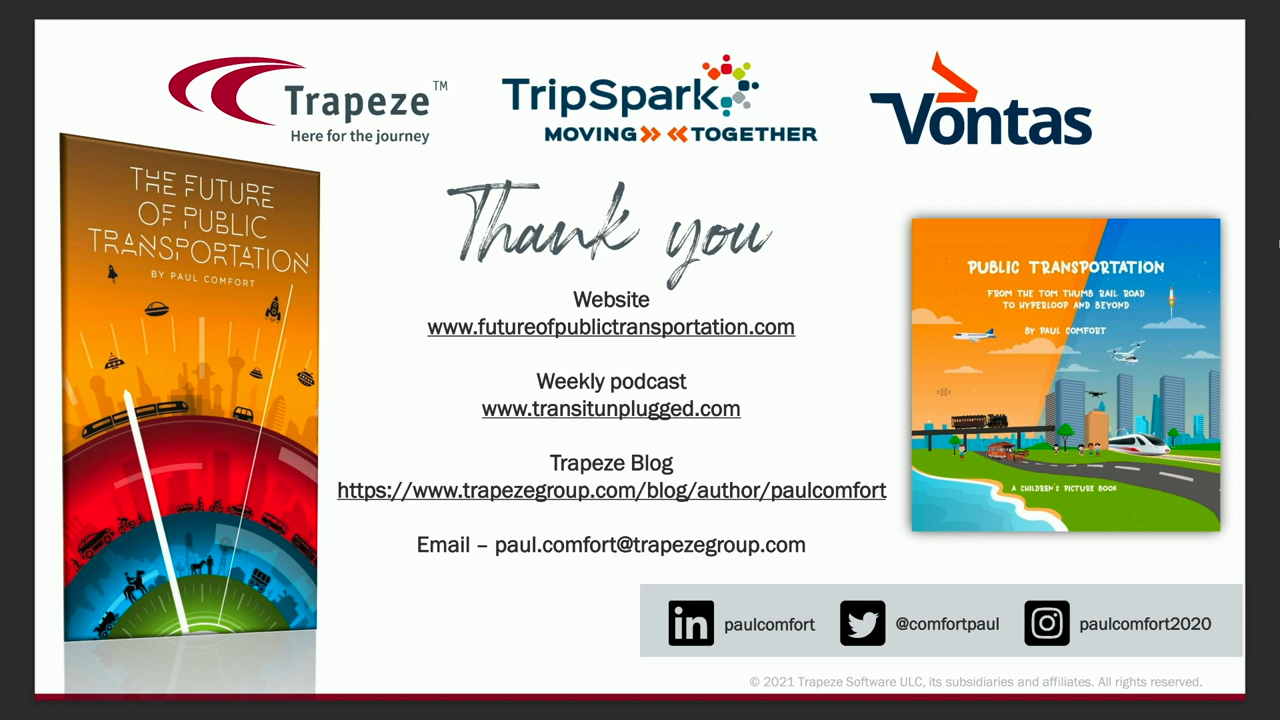 Trapeze™
Here for the journey
TripSpark
MOVING TOGETHER
Vontas
THE FUTURE
OF PUBLIC
TRANSPORTATION
BY PAUL COMFORT
Thank you
Website
www.futureofpublictransportation.com
Weekly podcast
www.transitunplugged.com
Trapeze Blog
https://www.trapezegroup.com/blog/author/paulcomfort
Email – paul.comfort@trapezegroup.com
PUBLIC TRANSPORTATION
FROM THE TOM THUMB RAIL ROAD
TO HYPERLOOP AND BEYOND
BY PAUL COMFORT
A CHILDREN'S PICTURE BOOK
in paulcomfort
@comfortpaul
paulcomfort2020
© 2021 Trapeze Software ULC, its subsidiaries and affiliates. All rights reserved.